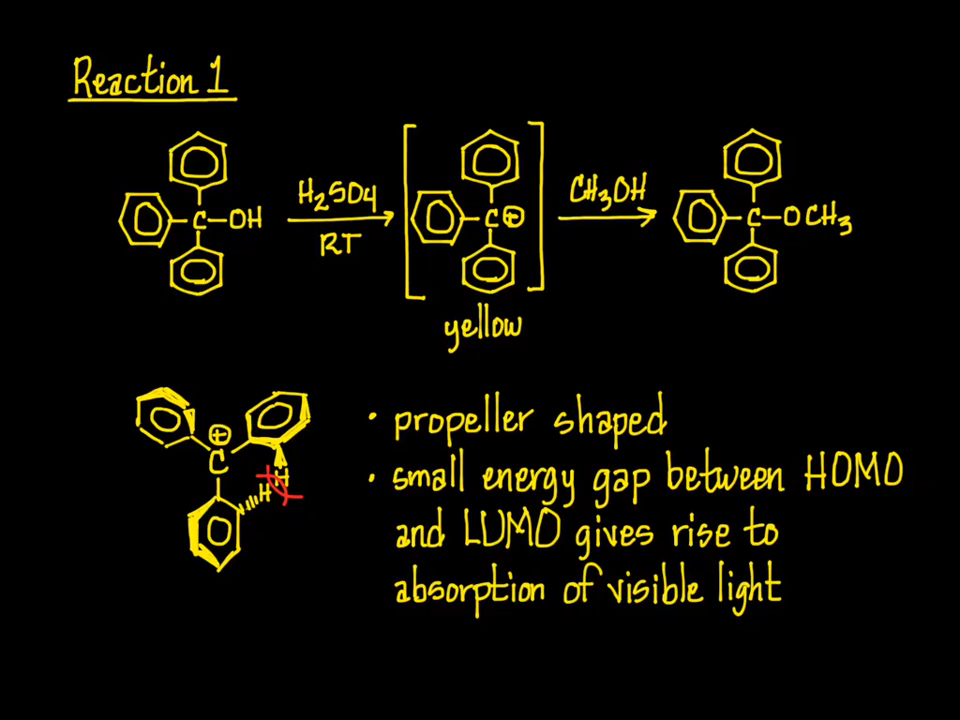 Reaction 1
C-OH
H2SO4
RT
C⊕
CH3OH
C-OCH3
yellow
⊕
C
H
H
• propeller shaped
• small energy gap between HOMO
and LUMO gives rise to
absorption of visible light